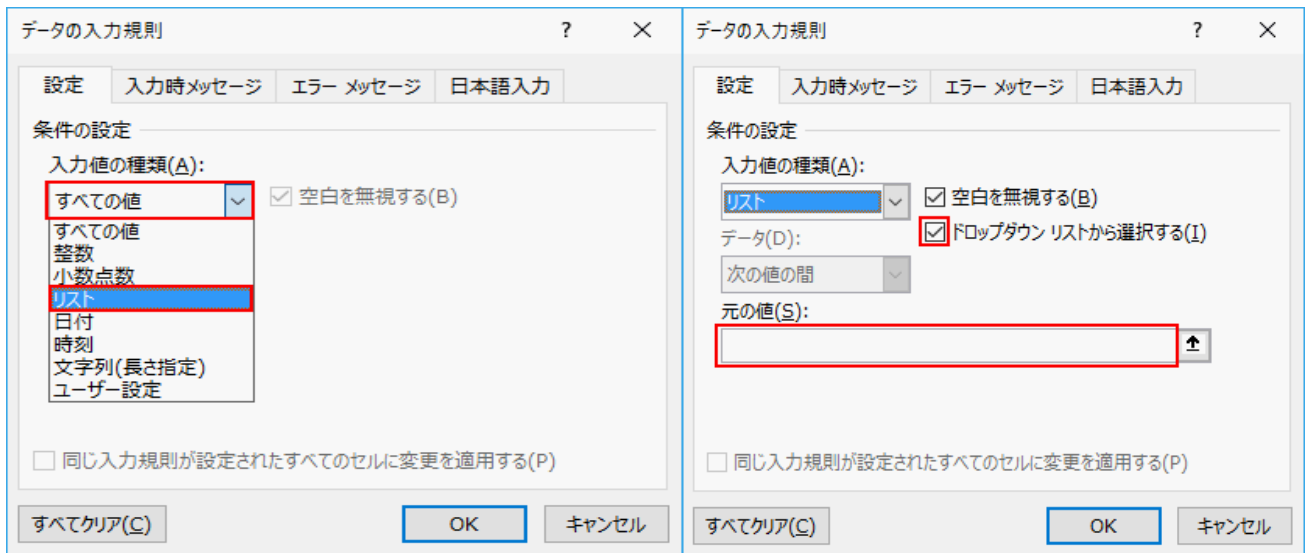 データの入力規則 ? ×
設定 入力時メッセージ エラー メッセージ 日本語入力
条件の設定
入力値の種類(A):
すべての値 空白を無視する(B)
すべての値
整数
小数点数
リスト
日付
時刻
文字列(長さ指定)
ユーザー設定
同じ入力規則が設定されたすべてのセルに変更を適用する(P)
すべてクリア(C) OK キャンセル
データの入力規則 ? ×
設定 入力時メッセージ エラー メッセージ 日本語入力
条件の設定
入力値の種類(A):
リスト 空白を無視する(B)
データ(D): ドロップダウン リストから選択する(I)
次の値の間
元の値(S):
同じ入力規則が設定されたすべてのセルに変更を適用する(P)
すべてクリア(C) OK キャンセル